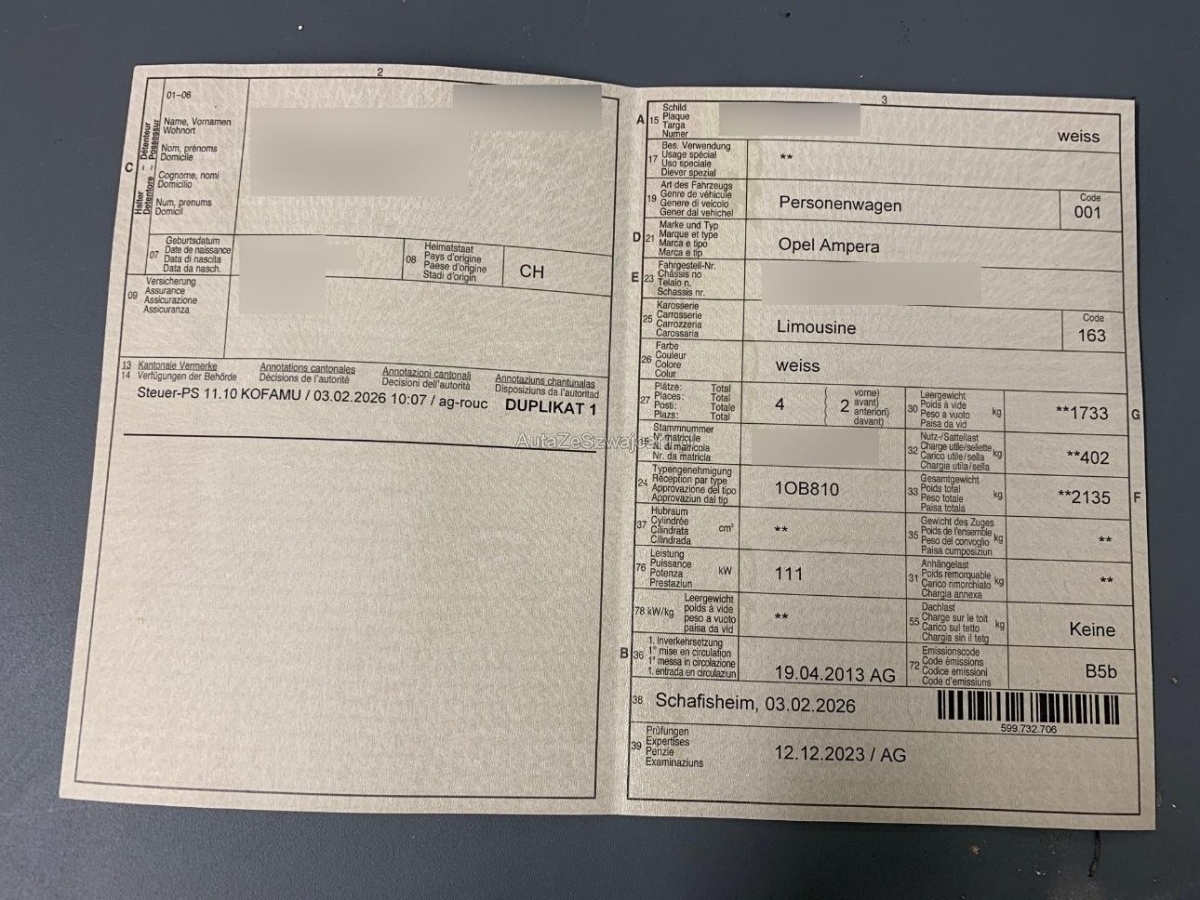 2
01–06
C
Halter – Détenteur
Detentore – Possessur
Name, Vornamen
Wohnort
Nom, prénoms
Domicile
Cognome, nomi
Domicilio
Num, prenums
Domicil
07
Geburtsdatum
Date de naissance
Data di nascita
Data da nasch.
08
Heimatstaat
Pays d'origine
Paese d'origine
Stadi d'origin
CH
09
Versicherung
Assurance
Assicurazione
Assicuranza
13 Kantonale Vermerke Annotations cantonales Annotazioni cantonali Annotaziuns chantunalas
14 Verfügungen der Behörde Décisions de l'autorité Decisioni dell'autorità Disposiziuns da l'autoritad
Steuer-PS 11.10 KOFAMU / 03.02.2026 10:07 / ag-rouc DUPLIKAT 1
3
A 15
Schild
Plaque
Targa
Numer
weiss
17
Bes. Verwendung
Usage spécial
Uso speciale
Diever spezial
**
19
Art des Fahrzeugs
Genre de véhicule
Genere di veicolo
Gener dal vehichel
Personenwagen
Code
001
D 21
Marke und Typ
Marque et type
Marca e tipo
Marca e tip
Opel Ampera
E 23
Fahrgestell-Nr.
Châssis no
Telaio n.
Schassis nr.
25
Karosserie
Carrosserie
Carrozzeria
Carossaria
Limousine
Code
163
26
Farbe
Couleur
Colore
Colur
weiss
27
Plätze: Total
Places: Total
Posti: Totale
Plazs: Total
4
2
vorne)
avant)
anteriori)
davant)
30
Leergewicht
Poids à vide
Peso a vuoto
Paisa da vid
kg
**1733
G
Stammnummer
N° matricule
N. di matricola
Nr. da matricla
32
Nutz-/Sattellast
Charge utile/sellette
Carico utile/sella
Chargia utila/sella
kg
**402
24
Typengenehmigung
Réception par type
Approvazione del tipo
Approvaziun dal tip
1OB810
33
Gesamtgewicht
Poids total
Peso totale
Paisa totala
kg
**2135
F
37
Hubraum
Cylindrée
Cilindrata
Cilindrada
cm³
**
35
Gewicht des Zuges
Poids de l'ensemble
Peso del convoglio
Paisa cumposiziun
kg
**
76
Leistung
Puissance
Potenza
Prestaziun
kW
111
31
Anhängelast
Poids remorquable
Carico rimorchiato
Chargia annexa
kg
**
78 kW/kg
Leergewicht
poids à vide
peso a vuoto
paisa da vid
**
55
Dachlast
Charge sur le toit
Carico sul tetto
Chargia sin il tetg
kg
Keine
B 36
1. Inverkehrsetzung
1re mise en circulation
1a messa in circolazione
1. entrada en circulaziun
19.04.2013 AG
72
Emissionscode
Code émissions
Codice emissioni
Code d'emissiuns
B5b
38
Schafisheim, 03.02.2026
599.732.706
39
Prüfungen
Expertises
Perizie
Examinaziuns
12.12.2023 / AG